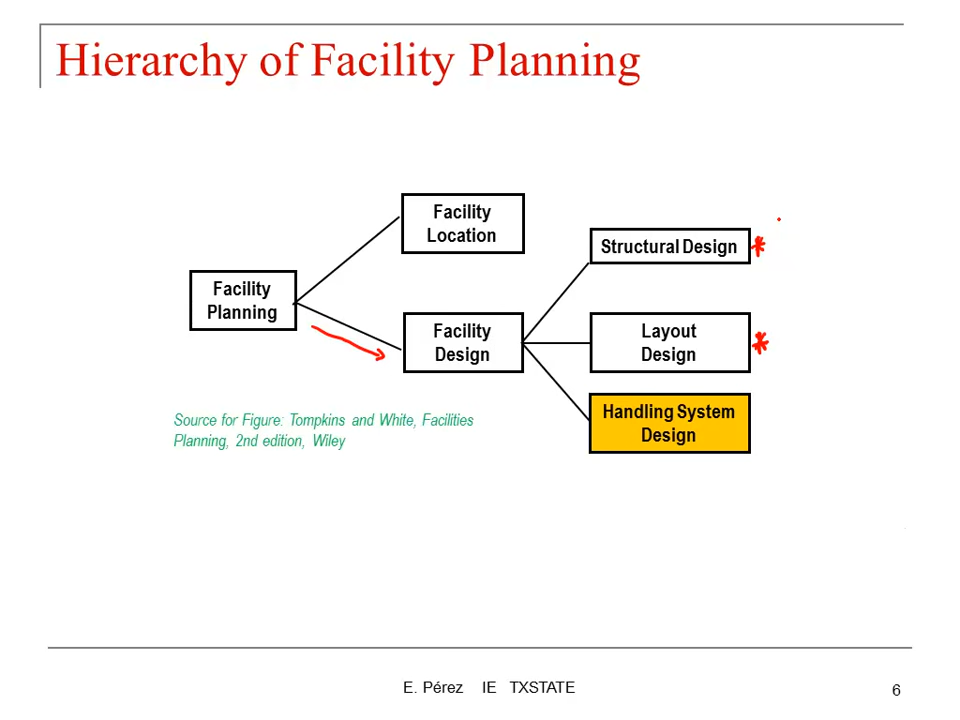 Hierarchy of Facility Planning
Facility
Location
Structural Design
Facility
Planning
Facility
Design
Layout
Design
Handling System
Design
Source for Figure: Tompkins and White, Facilities
Planning, 2nd edition, Wiley
E. Pérez IE TXSTATE
6